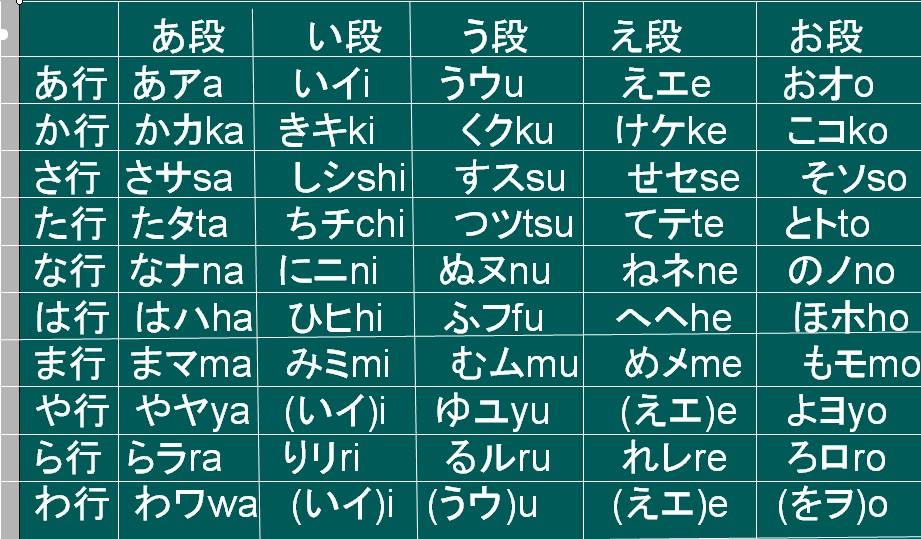 あ段 い段 う段 え段 お段
あ行 あアa いイi うウu えエe おオo
か行 かカka きキki くクku けケke こコko
さ行 さサsa しシshi すスsu せセse そソso
た行 たタta ちチchi つツtsu てテte とトto
な行 なナna にニni ぬヌnu ねネne のノno
は行 はハha ひヒhi ふフfu へヘhe ほホho
ま行 まマma みミmi むムmu めメme もモmo
や行 やヤya (いイ)i ゆユyu (えエ)e よヨyo
ら行 らラra りリri るルru れレre ろロro
わ行 わワwa (いイ)i (うウ)u (えエ)e (をヲ)o